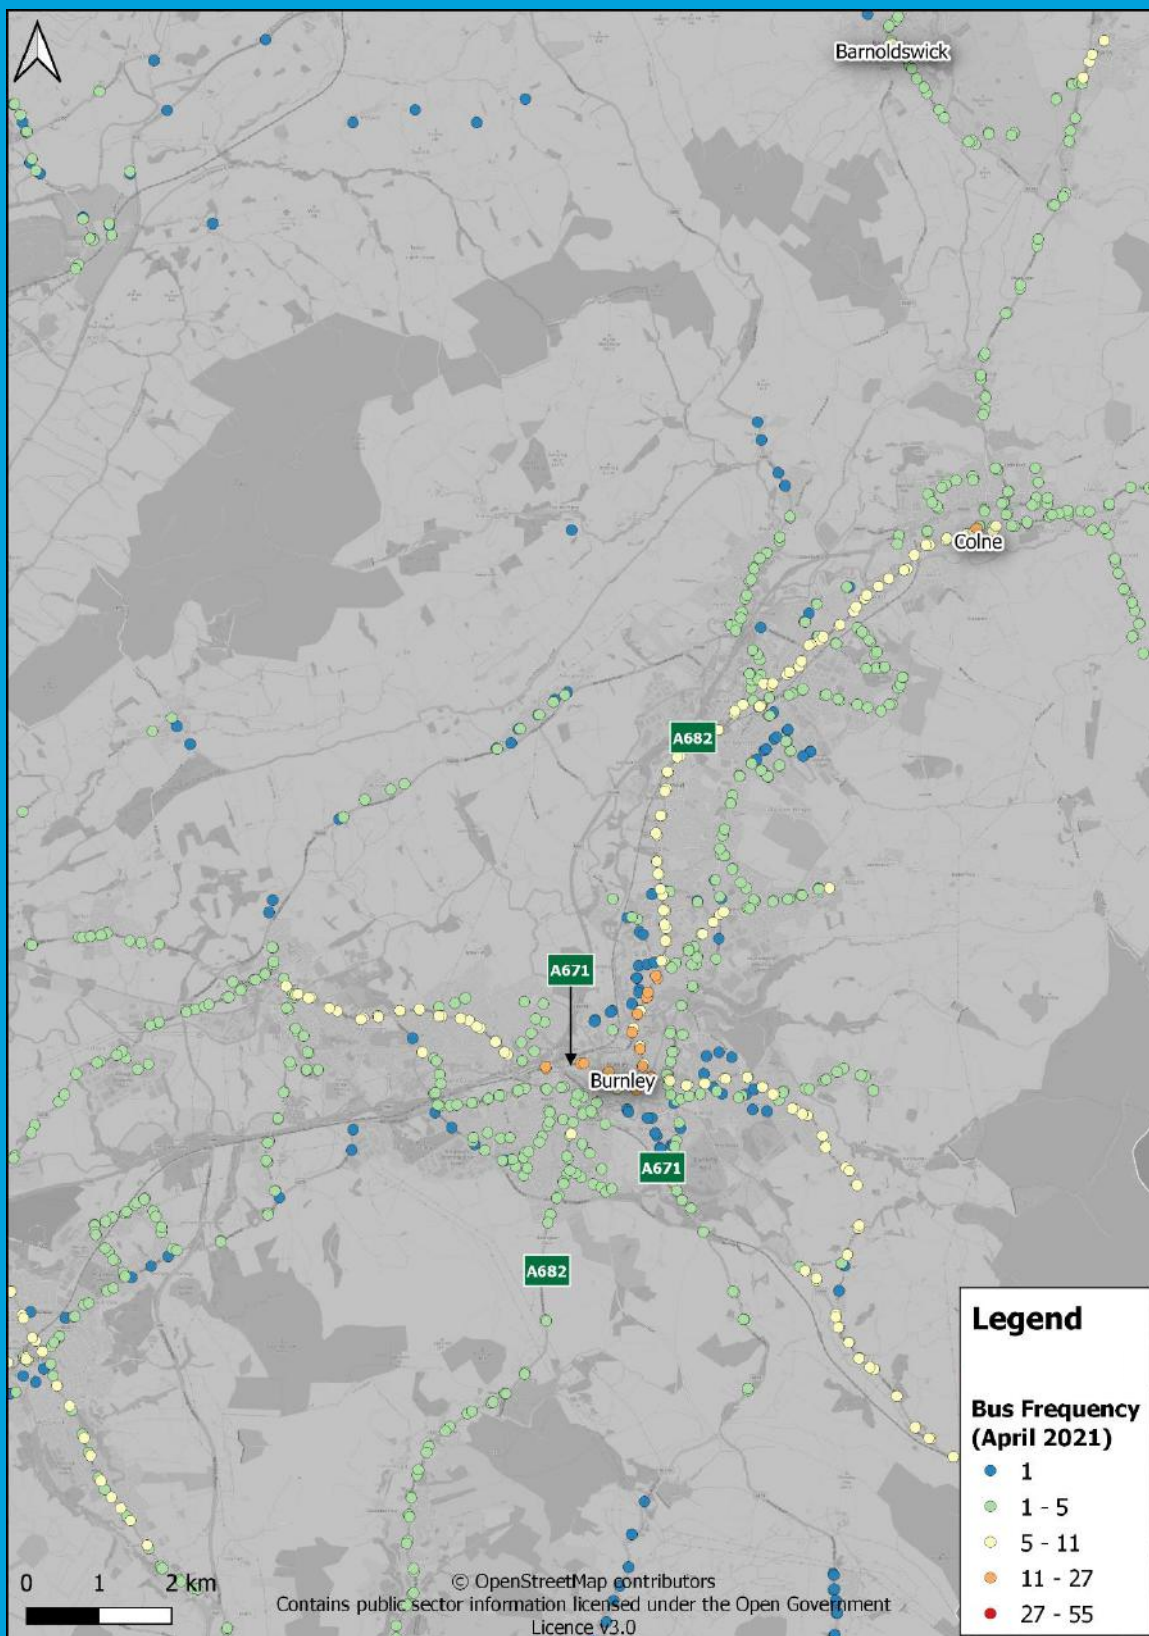 Barnoldswick
Colne
A682
A671
Burnley
A671
A682
Legend
Bus Frequency
(April 2021)
1
1 - 5
5 - 11
11 - 27
27 - 55
0 1 2 km
© OpenStreetMap contributors
Contains public sector information licensed under the Open Government
Licence v3.0